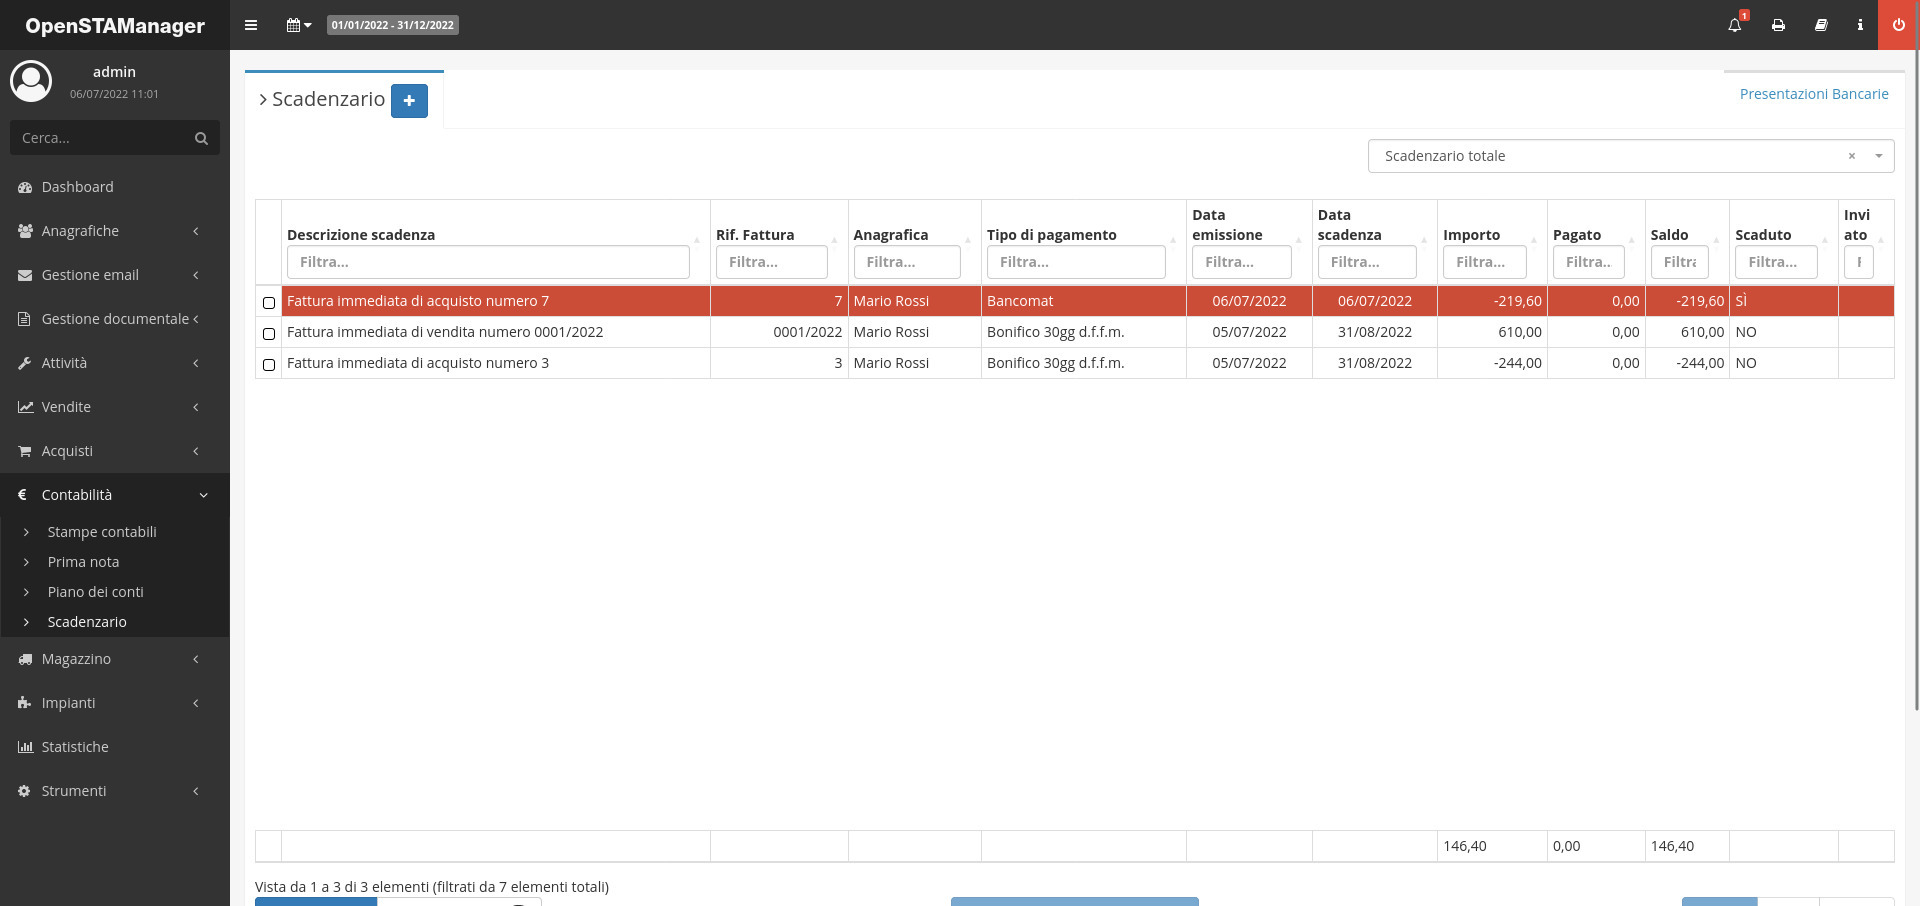 OpenSTAManager
01/01/2022 - 31/12/2022
1
admin
06/07/2022 11:01
Cerca...
Dashboard
Anagrafiche
Gestione email
Gestione documentale
Attività
Vendite
Acquisti
Contabilità
Stampe contabili
Prima nota
Piano dei conti
Scadenzario
Magazzino
Impianti
Statistiche
Strumenti
Scadenzario
Presentazioni Bancarie
Scadenzario totale
Descrizione scadenza Rif. Fattura Anagrafica Tipo di pagamento Data emissione Data scadenza Importo Pagato Saldo Scaduto Inviato
Filtra... Filtra... Filtra... Filtra... Filtra... Filtra... Filtra... Filtra.. Filtra Filtra... F
Fattura immediata di acquisto numero 7 7 Mario Rossi Bancomat 06/07/2022 06/07/2022 -219,60 0,00 -219,60 SÌ
Fattura immediata di vendita numero 0001/2022 0001/2022 Mario Rossi Bonifico 30gg d.f.f.m. 05/07/2022 31/08/2022 610,00 0,00 610,00 NO
Fattura immediata di acquisto numero 3 3 Mario Rossi Bonifico 30gg d.f.f.m. 05/07/2022 31/08/2022 -244,00 0,00 -244,00 NO
146,40 0,00 146,40
Vista da 1 a 3 di 3 elementi (filtrati da 7 elementi totali)